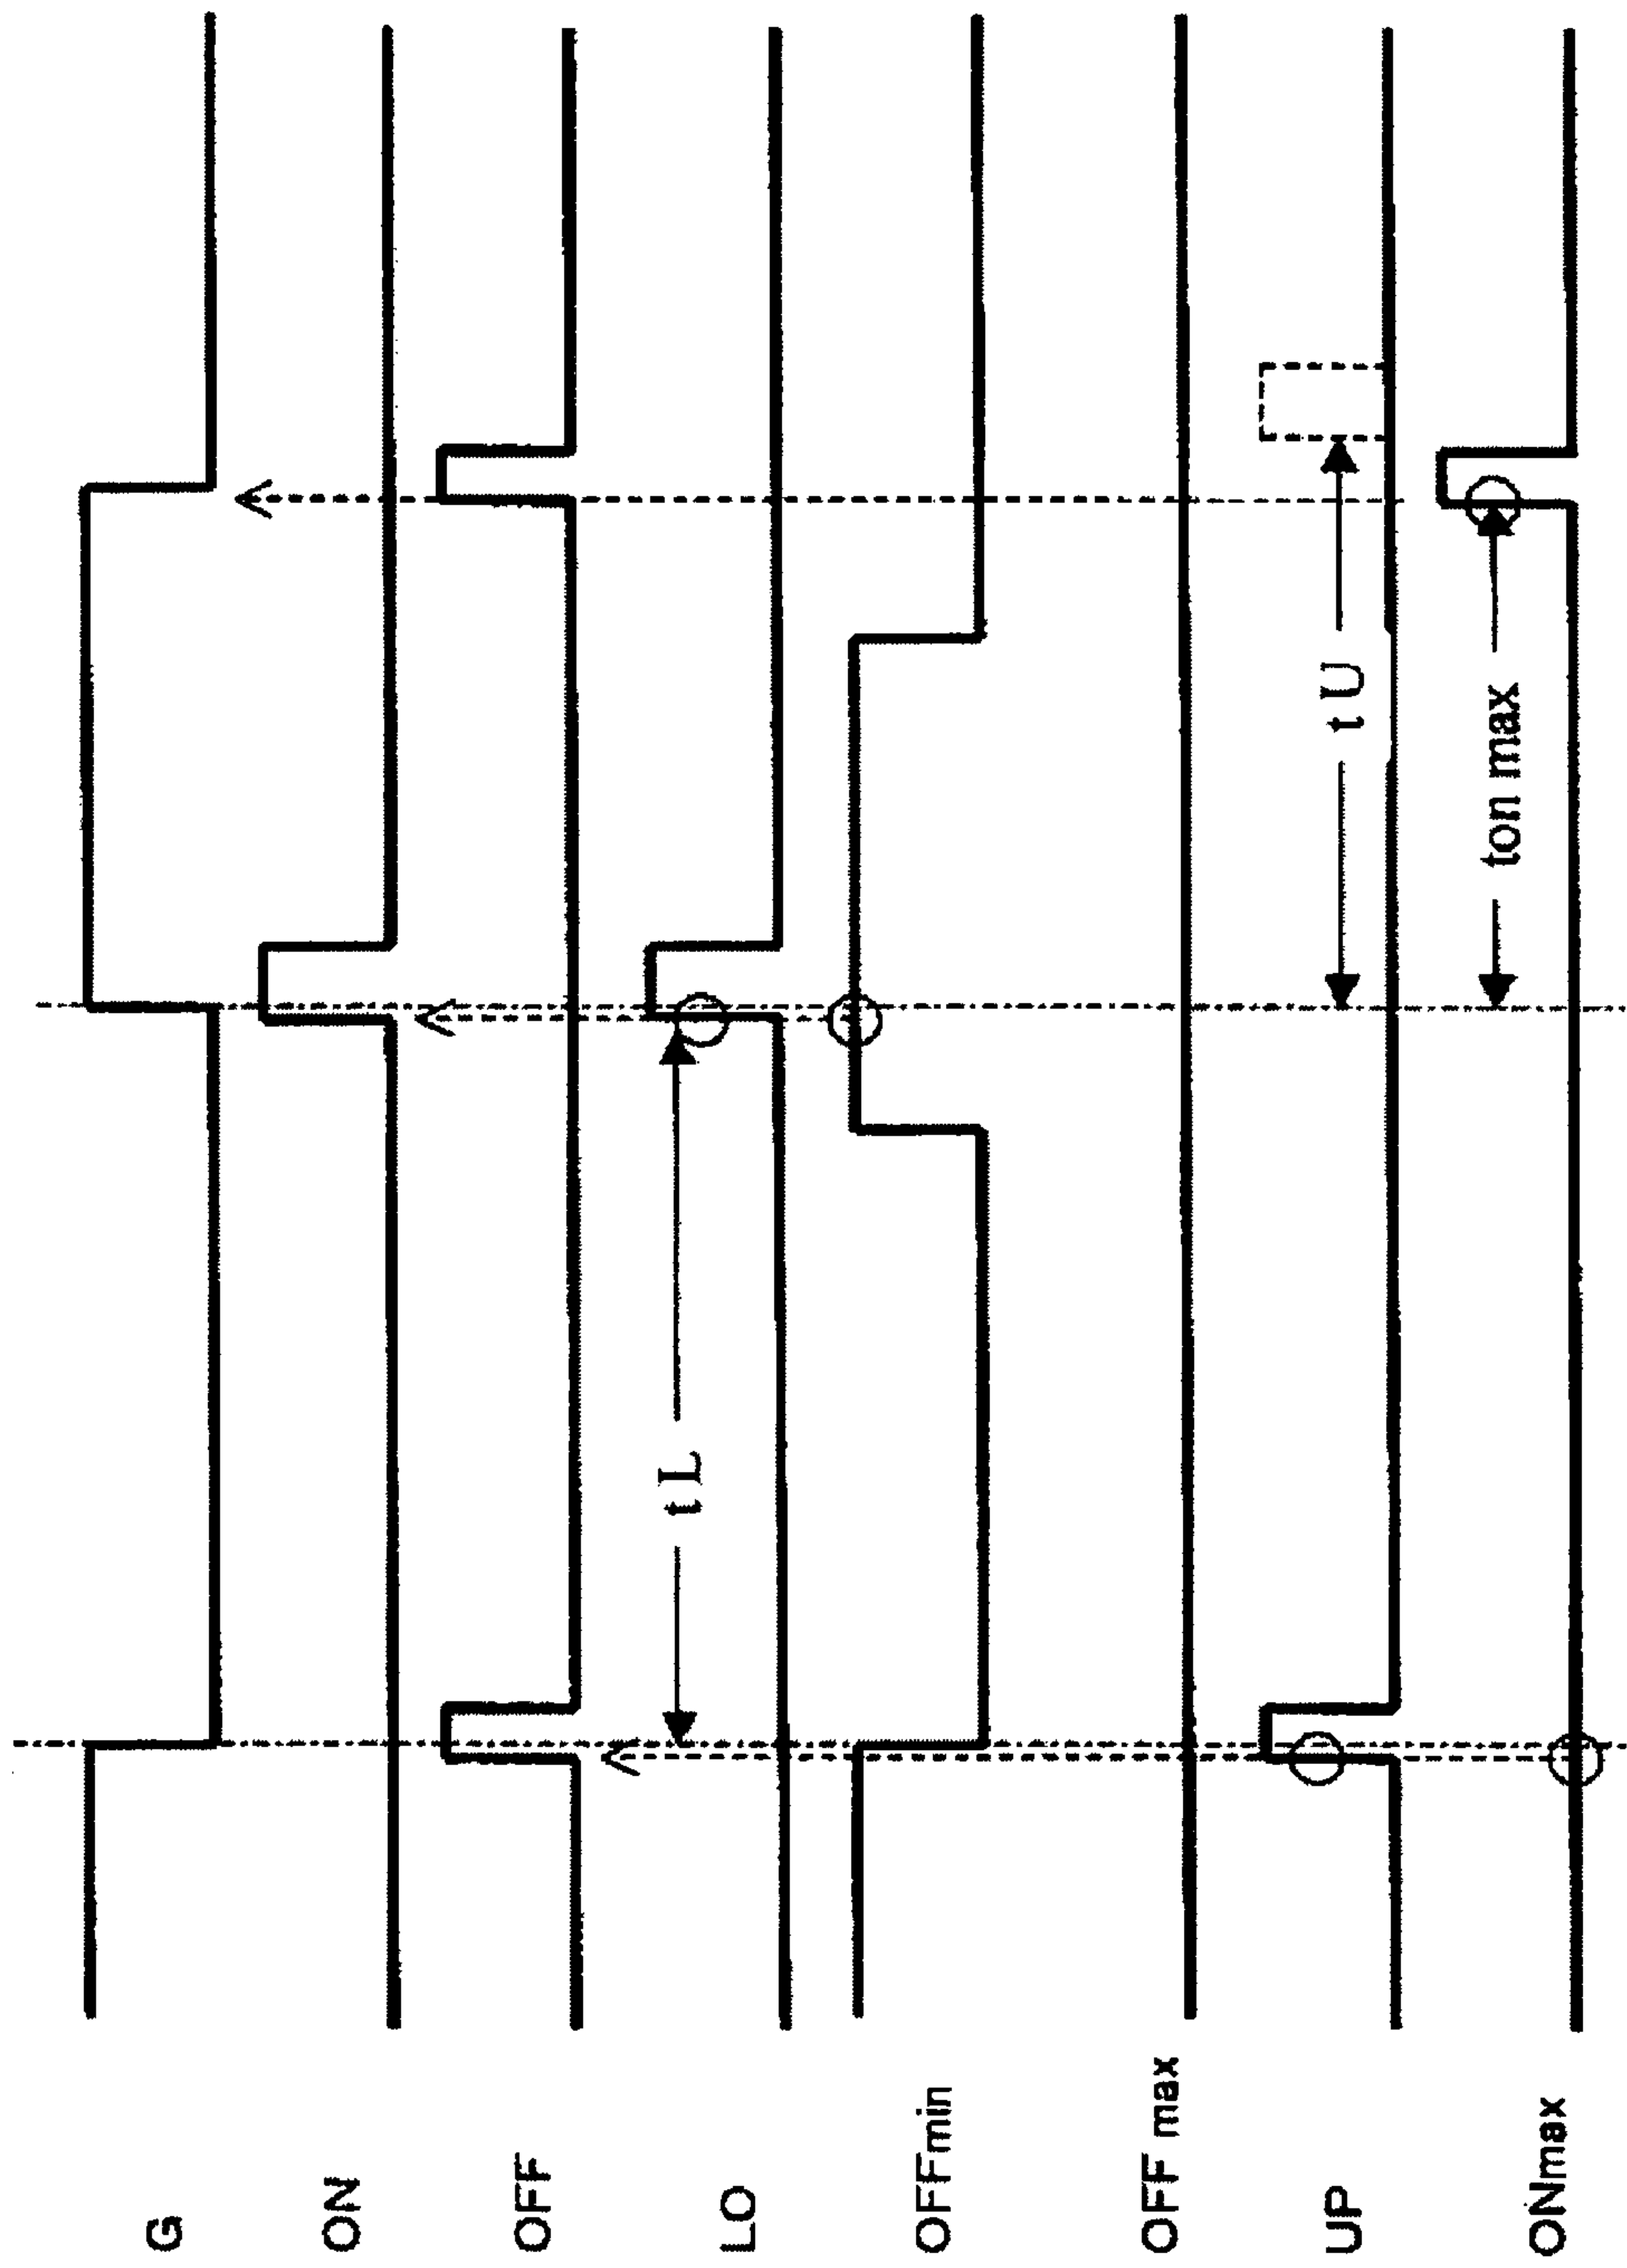 G
ON
OFF
LO
OFFmin
OFF max
UP
ONmax
t L
t U
ton max